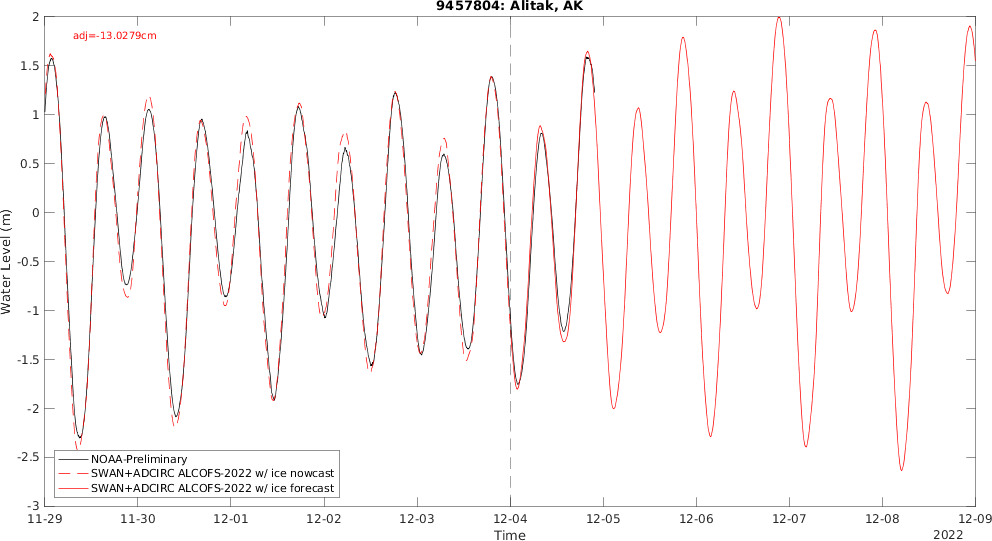 9457804: Alitak, AK
adj=-13.0279cm
2
1.5
1
0.5
0
-0.5
-1
-1.5
-2
-2.5
-3
Water Level (m)
NOAA-Preliminary
SWAN+ADCIRC ALCOFS-2022 w/ ice nowcast
SWAN+ADCIRC ALCOFS-2022 w/ ice forecast
11-29 11-30 12-01 12-02 12-03 12-04 12-05 12-06 12-07 12-08 12-09
Time
2022